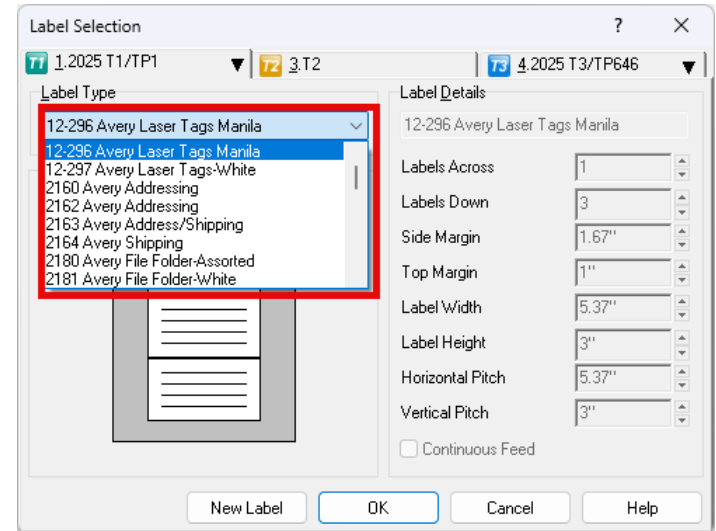 Label Selection ? X
T1 1.2025 T1/TP1 T2 3.T2 T3 4.2025 T3/TP646
Label Type
12-296 Avery Laser Tags Manila
12-296 Avery Laser Tags Manila
12-297 Avery Laser Tags-White
2160 Avery Addressing
2162 Avery Addressing
2163 Avery Address/Shipping
2164 Avery Shipping
2180 Avery File Folder-Assorted
2181 Avery File Folder-White
Label Details
12-296 Avery Laser Tags Manila
Labels Across 1
Labels Down 3
Side Margin 1.67"
Top Margin 1"
Label Width 5.37"
Label Height 3"
Horizontal Pitch 5.37"
Vertical Pitch 3"
Continuous Feed
New Label OK Cancel Help